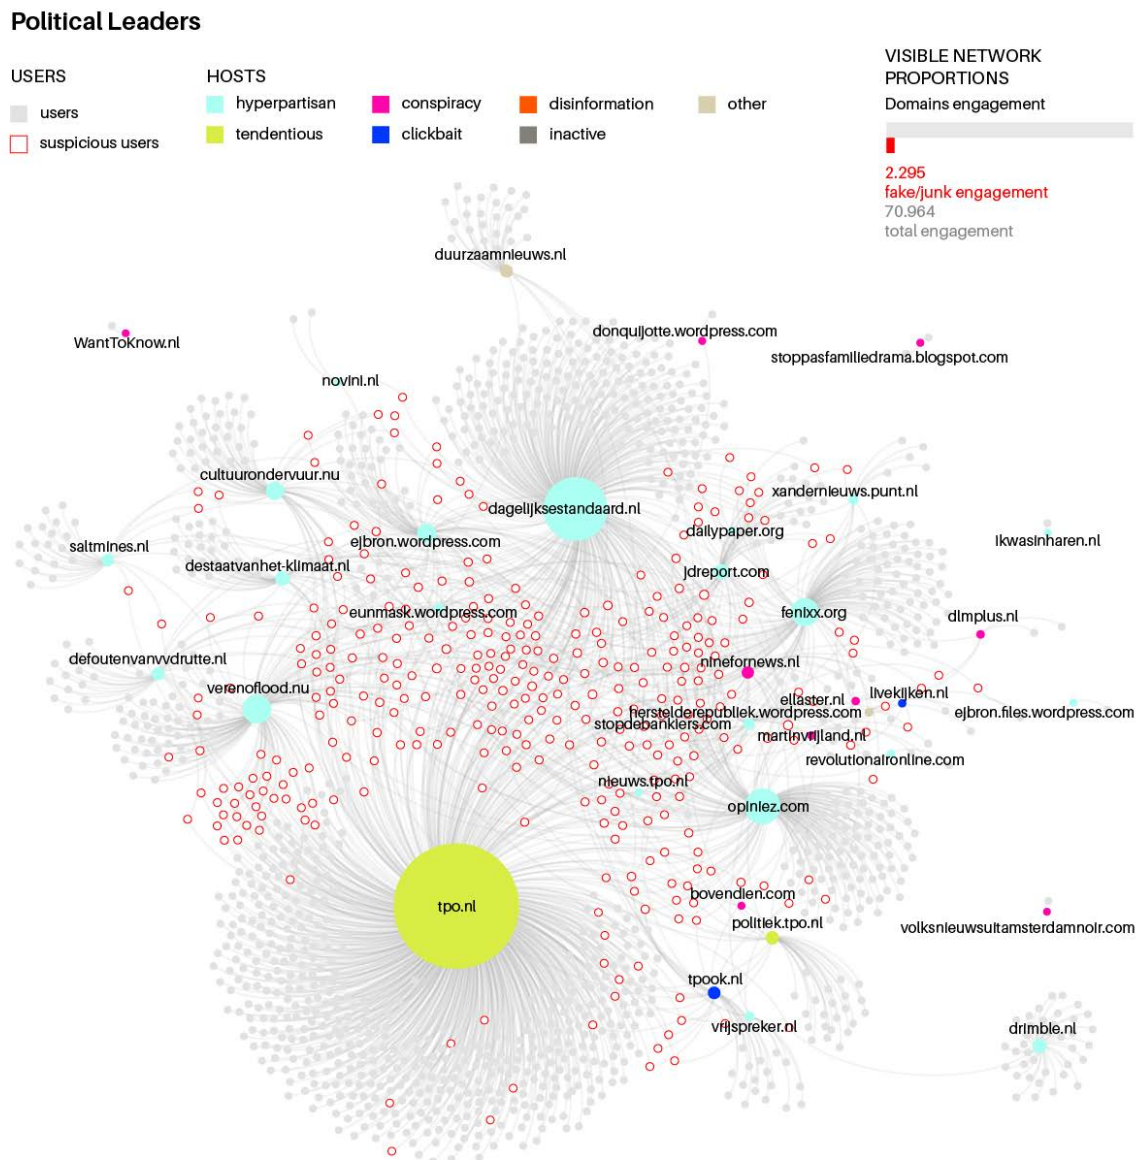 Political Leaders
USERS
users
suspicious users
HOSTS
hyperpartisan
conspiracy
disinformation
other
tendentious
clickbait
inactive
VISIBLE NETWORK
PROPORTIONS
Domains engagement
2.295
fake/junk engagement
70.964
total engagement
duurzaamnieuws.nl
WantToKnow.nl
donquijotte.wordpress.com
stoppasfamiliedrama.blogspot.com
novini.nl
cultuurondervuur.nu
dagelijksestandaard.nl
xandernieuws.punt.nl
dailypaper.org
ejbron.wordpress.com
ikwasinharen.nl
saltmines.nl
destaatvanhet-klimaat.nl
jdreport.com
eunmask.wordpress.com
fenixx.org
dlmplus.nl
defoutenvanvvdrutte.nl
ninefornews.nl
verenoflood.nu
ellaster.nl
livekijken.nl
herstelderepubliek.wordpress.com
ejbron.files.wordpress.com
stopdebankiers.com
martinvrijland.nl
revolutionaironline.com
nieuws.tpo.nl
opiniez.com
bovendien.com
tpo.nl
politiek.tpo.nl
volksnieuwsuitamsterdamnoir.com
tpook.nl
vrijspreker.nl
drimble.nl